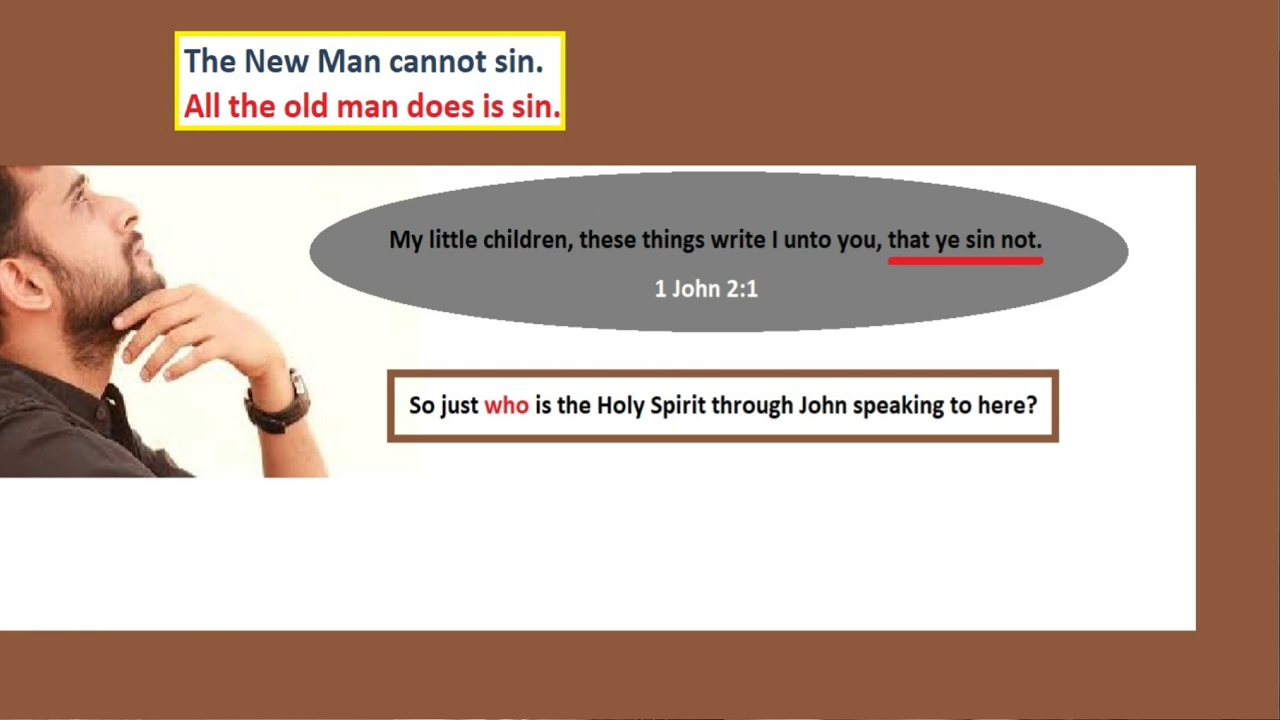 The New Man cannot sin.
All the old man does is sin.
My little children, these things write I unto you, that ye sin not.
1 John 2:1
So just who is the Holy Spirit through John speaking to here?